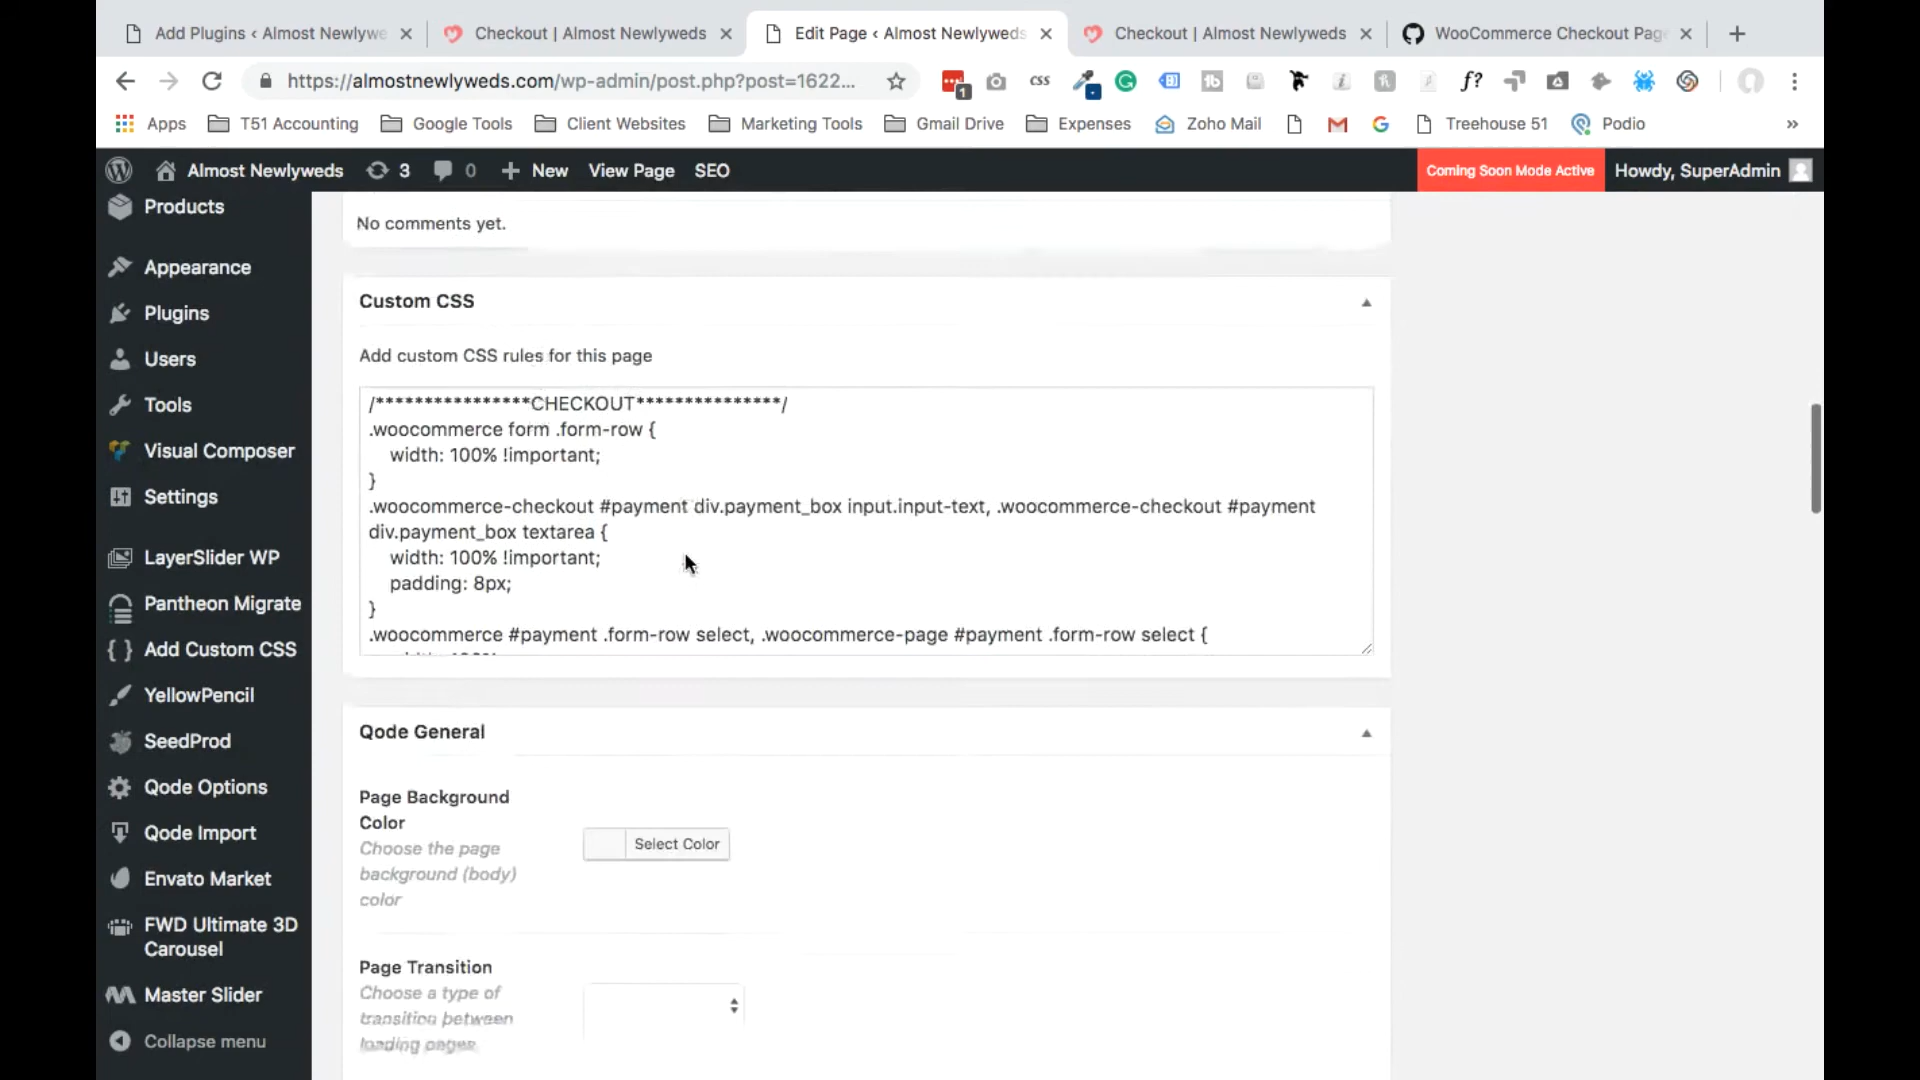 Add Plugins ‹ Almost Newlywe
Checkout | Almost Newlyweds
Edit Page ‹ Almost Newlyweds
Checkout | Almost Newlyweds
WooCommerce Checkout Page
https://almostnewlyweds.com/wp-admin/post.php?post=1622...
1
css
f?
Apps
T51 Accounting
Google Tools
Client Websites
Marketing Tools
Gmail Drive
Expenses
Zoho Mail
Treehouse 51
Podio
»
Almost Newlyweds
3
0
New
View Page
SEO
Coming Soon Mode Active
Howdy, SuperAdmin
Products
Appearance
Plugins
Users
Tools
Visual Composer
Settings
LayerSlider WP
Pantheon Migrate
Add Custom CSS
YellowPencil
SeedProd
Qode Options
Qode Import
Envato Market
FWD Ultimate 3D
Carousel
Master Slider
Collapse menu
No comments yet.
Custom CSS
Add custom CSS rules for this page
/****************CHECKOUT***************/
.woocommerce form .form-row {
width: 100% !important;
}
.woocommerce-checkout #payment div.payment_box input.input-text, .woocommerce-checkout #payment
div.payment_box textarea {
width: 100% !important;
padding: 8px;
}
.woocommerce #payment .form-row select, .woocommerce-page #payment .form-row select {
Qode General
Page Background
Color
Choose the page
background (body)
color
Select Color
Page Transition
Choose a type of
transition between
loading pages